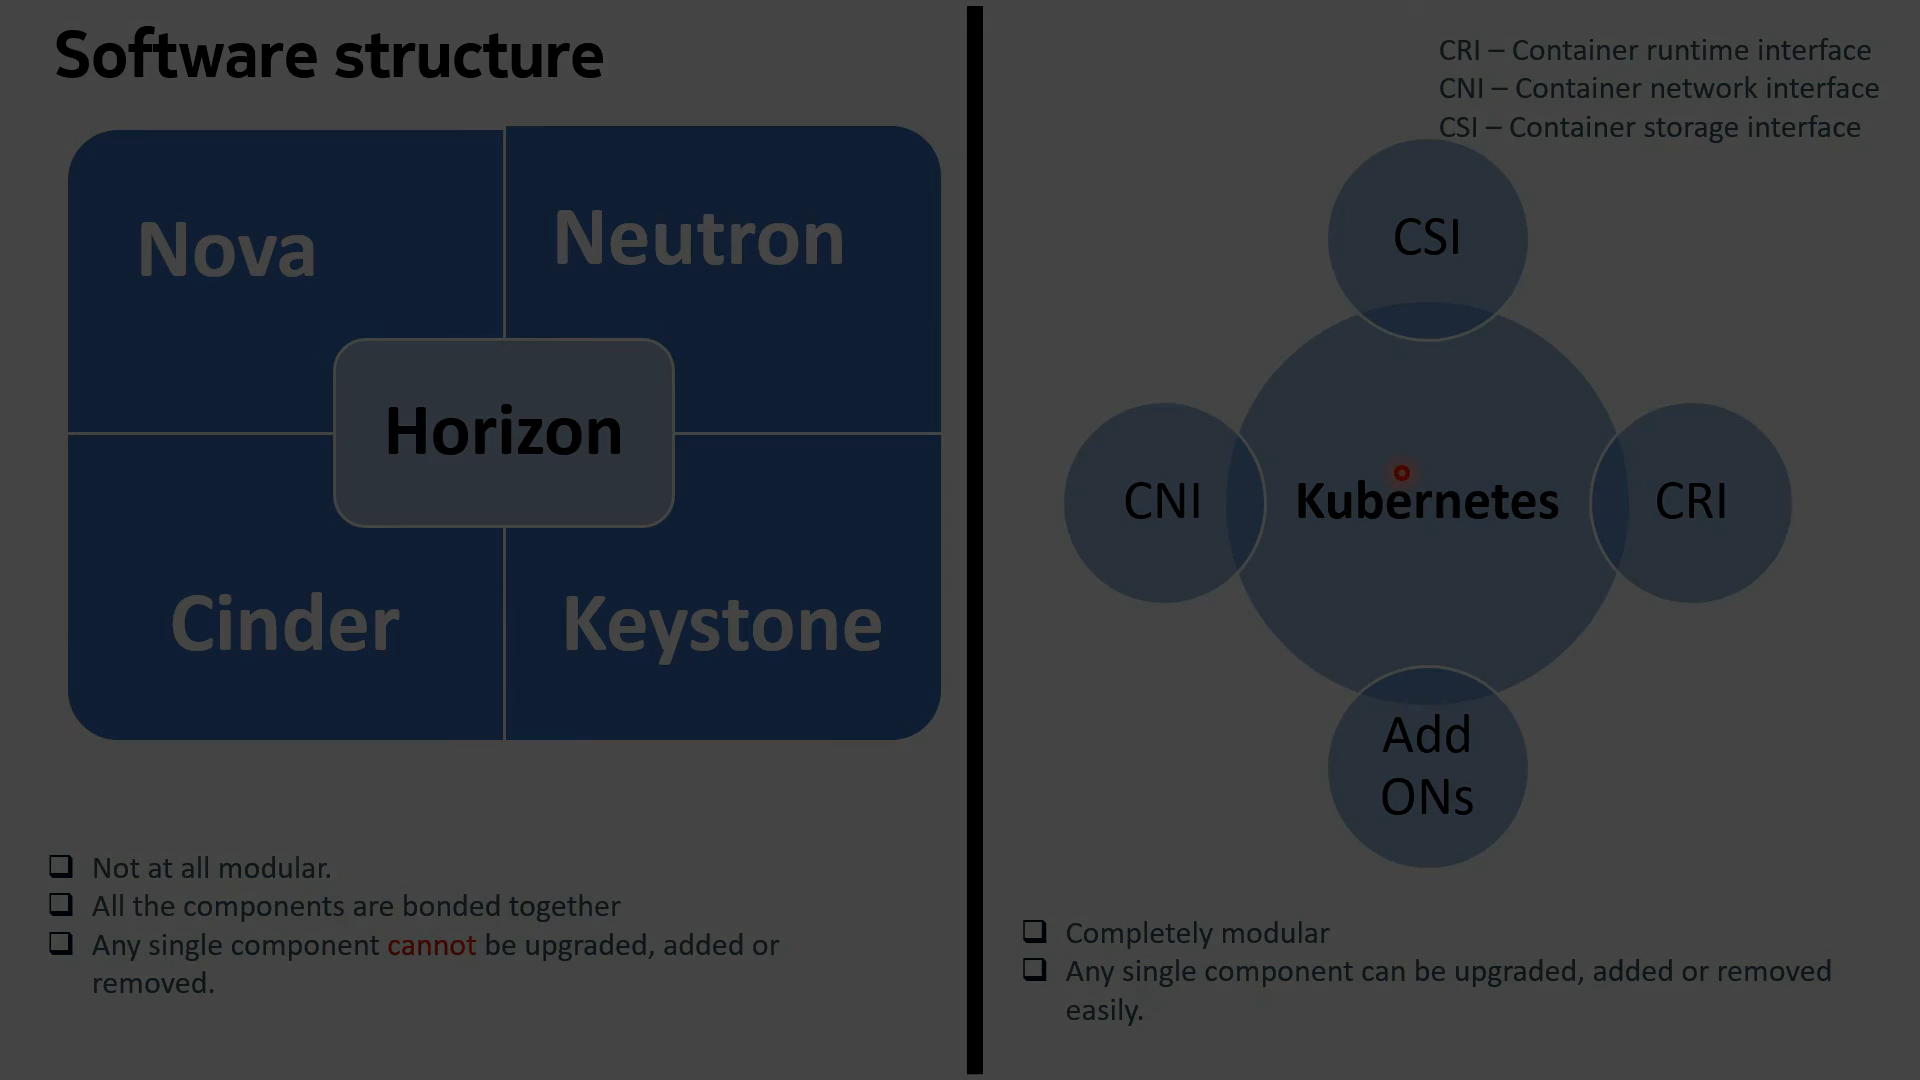 Software structure
Nova
Neutron
Horizon
Cinder
Keystone
❑ Not at all modular.
❑ All the components are bonded together
❑ Any single component cannot be upgraded, added or
removed.
CRI – Container runtime interface
CNI – Container network interface
CSI – Container storage interface
CSI
CNI
Kubernetes
CRI
Add
ONs
❑ Completely modular
❑ Any single component can be upgraded, added or removed
easily.